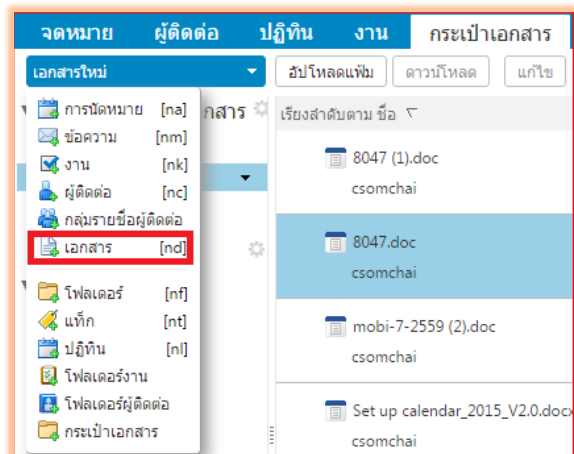 จดหมาย ผู้ติดต่อ ปฏิทิน งาน กระเป๋าเอกสาร
เอกสารใหม่ อัปโหลดแฟ้ม ดาวน์โหลด แก้ไข
การนัดหมาย [na]
ข้อความ [nm]
งาน [nk]
ผู้ติดต่อ [nc]
กลุ่มรายชื่อผู้ติดต่อ
เอกสาร [nd]
โฟลเดอร์ [nf]
แท็ก [nt]
ปฏิทิน [nl]
โฟลเดอร์งาน
โฟลเดอร์ผู้ติดต่อ
กระเป๋าเอกสาร
กสาร
เรียงลำดับตาม ชื่อ
8047 (1).doc
csomchai
8047.doc
csomchai
mobi-7-2559 (2).doc
csomchai
Set up calendar_2015_V2.0.docx
csomchai